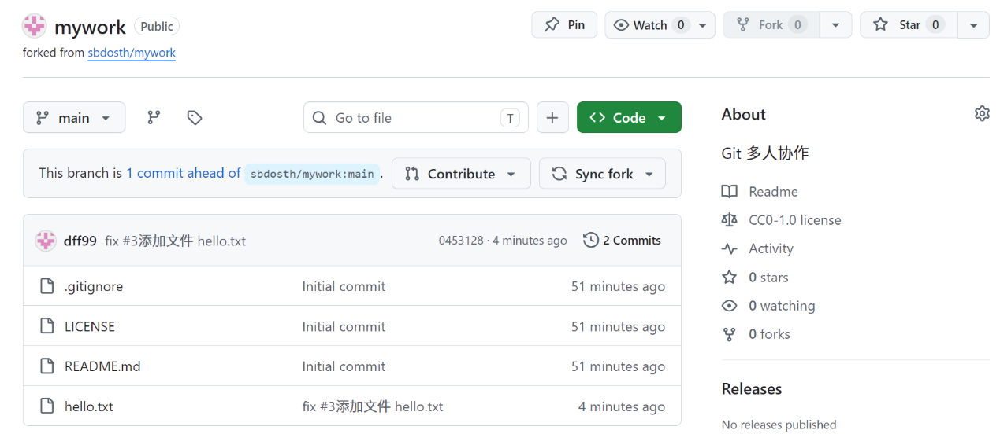 mywork Public Pin Watch 0 Fork 0 Star 0
forked from sbdosth/mywork
main Go to file T Code
This branch is 1 commit ahead of sbdosth/mywork:main . Contribute Sync fork
dff99 fix #3添加文件 hello.txt 0453128 · 4 minutes ago 2 Commits
.gitignore Initial commit 51 minutes ago
LICENSE Initial commit 51 minutes ago
README.md Initial commit 51 minutes ago
hello.txt fix #3添加文件 hello.txt 4 minutes ago
About
Git 多人协作
Readme
CC0-1.0 license
Activity
0 stars
0 watching
0 forks
Releases
No releases published